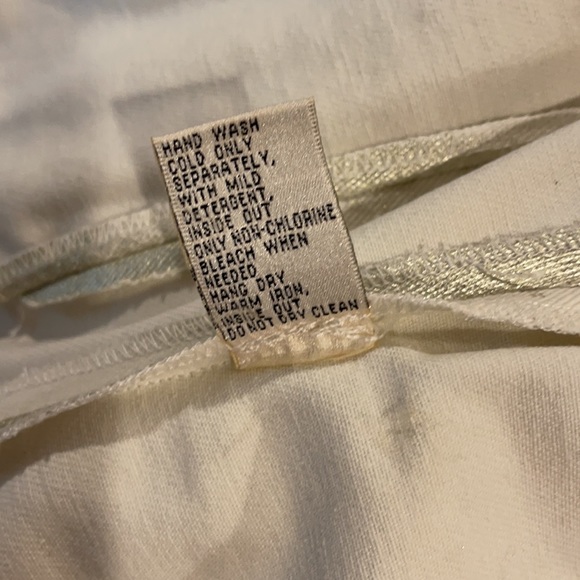 HAND WASH
COLD ONLY
SEPARATELY,
WITH MILD
DETERGENT,
INSIDE OUT
ONLY NON-CHLORINE
BLEACH WHEN
NEEDED
HANG DRY
WARM IRON,
INSIDE OUT
DO NOT DRY CLEAN